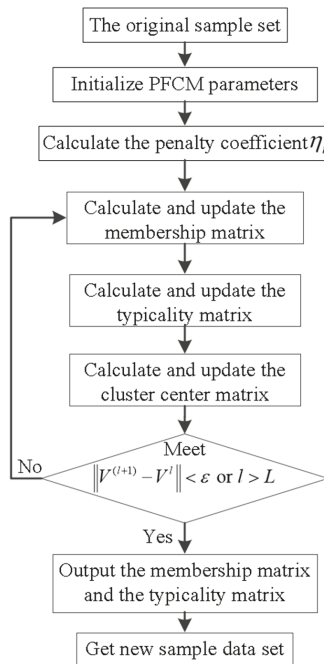 The original sample set
Initialize PFCM parameters
Calculate the penalty coefficient η
Calculate and update the
membership matrix
Calculate and update the
typicality matrix
Calculate and update the
cluster center matrix
Meet
‖V^(l+1) − V^l‖ < ε or l > L
No
Yes
Output the membership matrix
and the typicality matrix
Get new sample data set